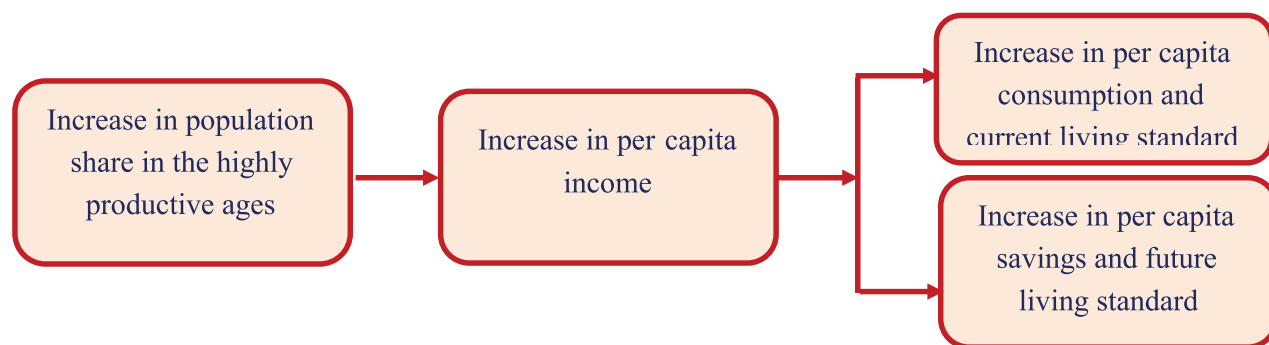 Increase in population
share in the highly
productive ages
Increase in per capita
income
Increase in per capita
consumption and
current living standard
Increase in per capita
savings and future
living standard